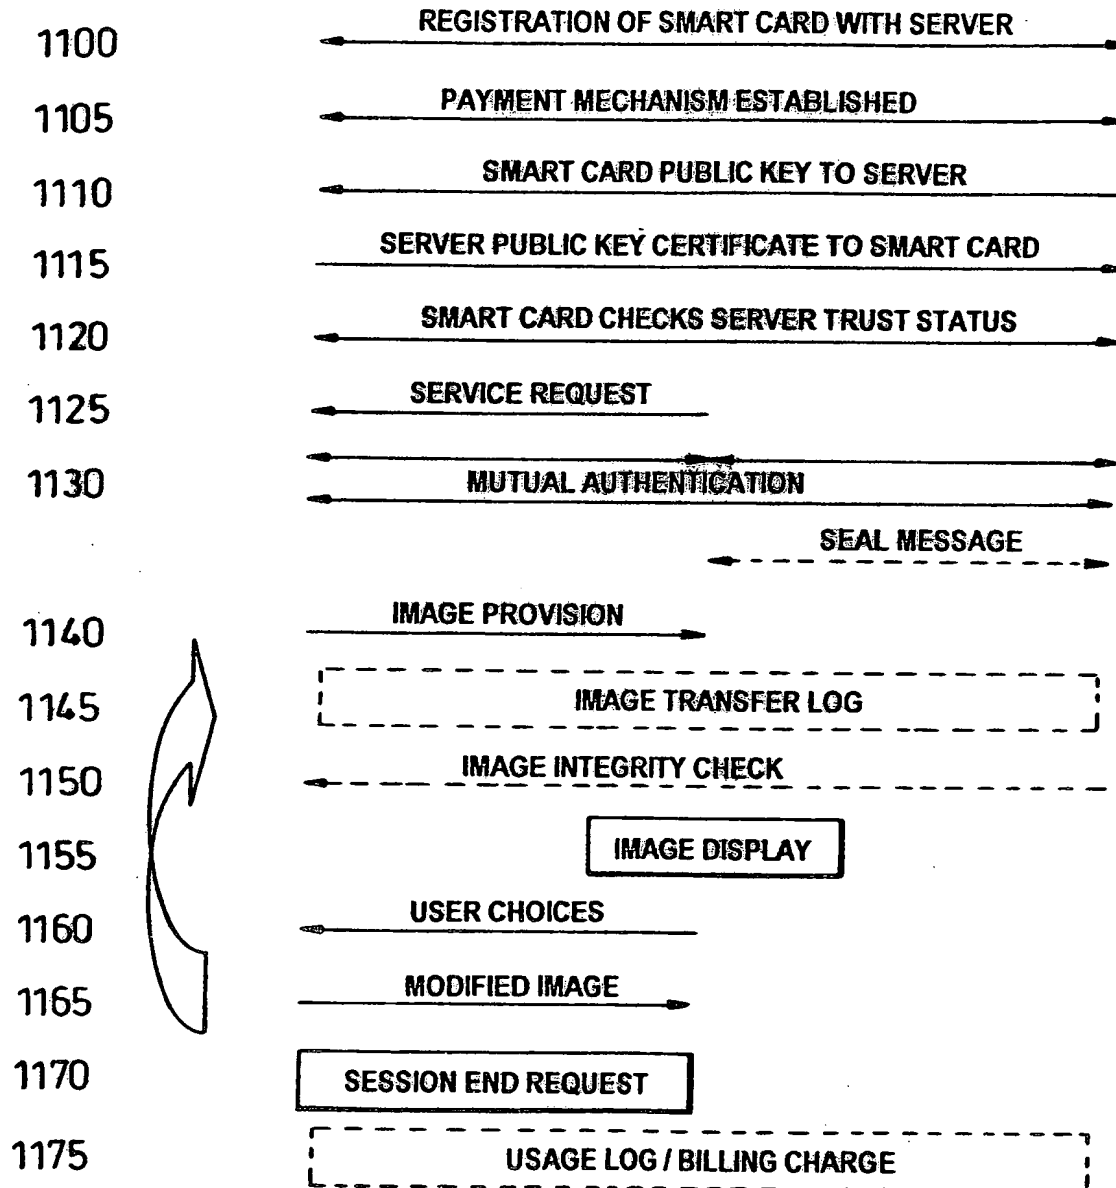 1100 REGISTRATION OF SMART CARD WITH SERVER
1105 PAYMENT MECHANISM ESTABLISHED
1110 SMART CARD PUBLIC KEY TO SERVER
1115 SERVER PUBLIC KEY CERTIFICATE TO SMART CARD
1120 SMART CARD CHECKS SERVER TRUST STATUS
1125 SERVICE REQUEST
1130 MUTUAL AUTHENTICATION
SEAL MESSAGE
1140 IMAGE PROVISION
1145 IMAGE TRANSFER LOG
1150 IMAGE INTEGRITY CHECK
1155 IMAGE DISPLAY
1160 USER CHOICES
1165 MODIFIED IMAGE
1170 SESSION END REQUEST
1175 USAGE LOG / BILLING CHARGE